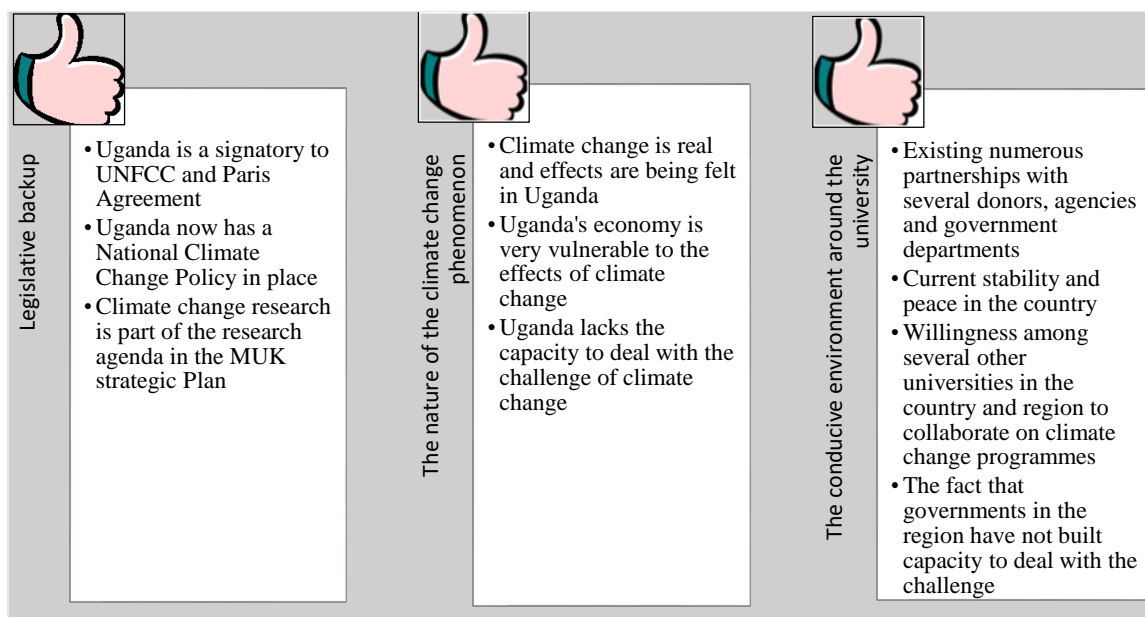 Legislative backup
•Uganda is a signatory to
UNFCC and Paris
Agreement
•Uganda now has a
National Climate
Change Policy in place
•Climate change research
is part of the research
agenda in the MUK
strategic Plan
The nature of the climate change
phenomenon
•Climate change is real
and effects are being felt
in Uganda
•Uganda's economy is
very vulnerable to the
effects of climate
change
•Uganda lacks the
capacity to deal with the
challenge of climate
change
The conducive environment around the
university
•Existing numerous
partnerships with
several donors, agencies
and government
departments
•Current stability and
peace in the country
•Willingness among
several other
universities in the
country and region to
collaborate on climate
change programmes
•The fact that
governments in the
region have not built
capacity to deal with the
challenge